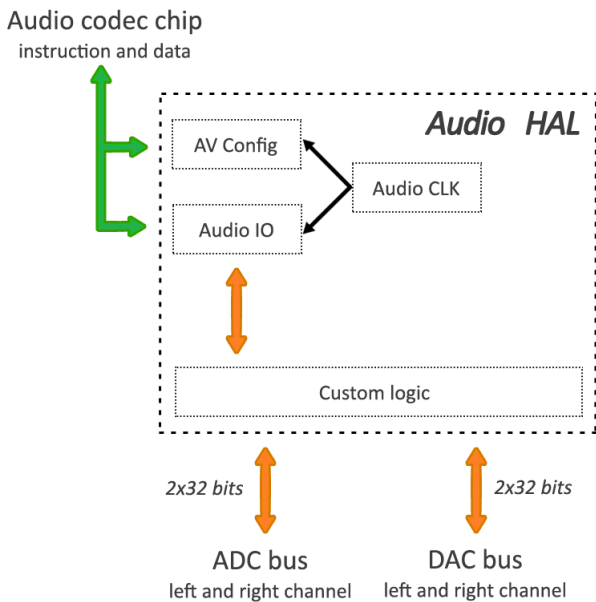 Audio codec chip
instruction and data
Audio HAL
AV Config
Audio CLK
Audio IO
Custom logic
2x32 bits
2x32 bits
ADC bus
left and right channel
DAC bus
left and right channel